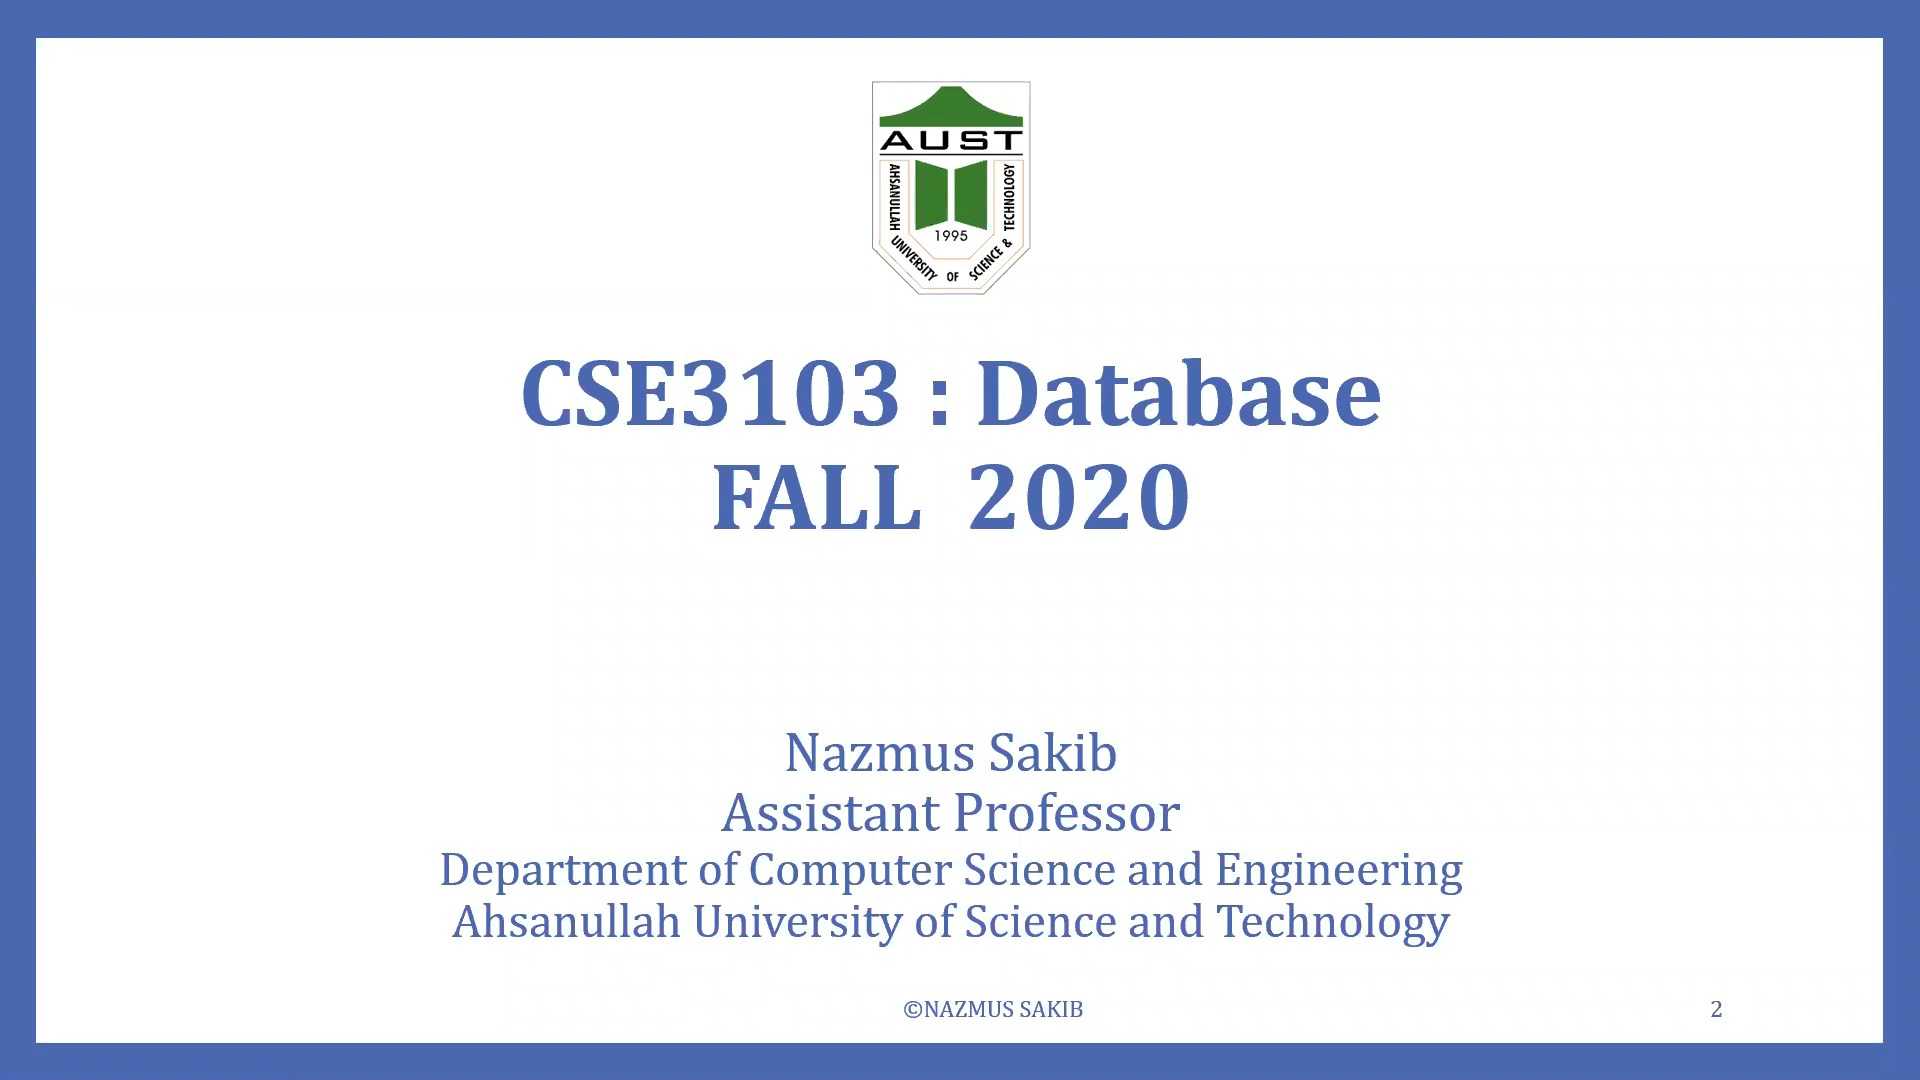 AUST
AHSANULLAH UNIVERSITY OF SCIENCE & TECHNOLOGY
1995
CSE3103 : Database
FALL 2020
Nazmus Sakib
Assistant Professor
Department of Computer Science and Engineering
Ahsanullah University of Science and Technology
©NAZMUS SAKIB
2